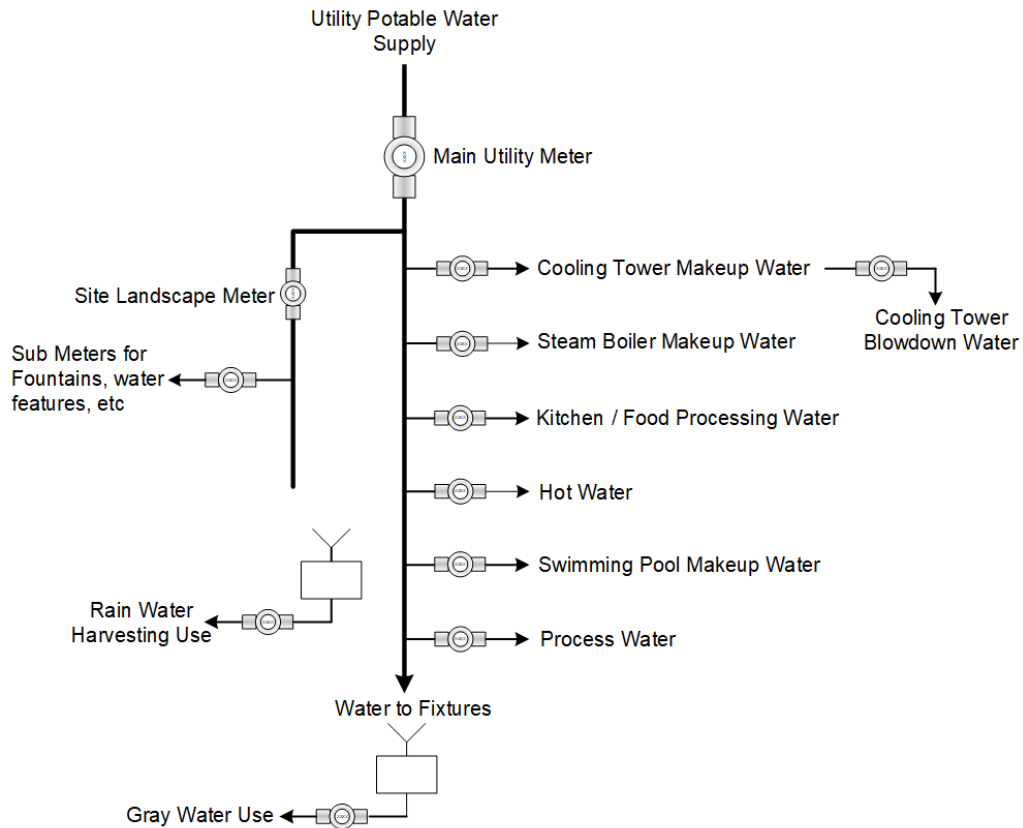 Utility Potable Water
Supply
Main Utility Meter
Cooling Tower Makeup Water
Site Landscape Meter
Cooling Tower
Blowdown Water
Steam Boiler Makeup Water
Sub Meters for
Fountains, water
features, etc
Kitchen / Food Processing Water
Hot Water
Swimming Pool Makeup Water
Rain Water
Harvesting Use
Process Water
Water to Fixtures
Gray Water Use